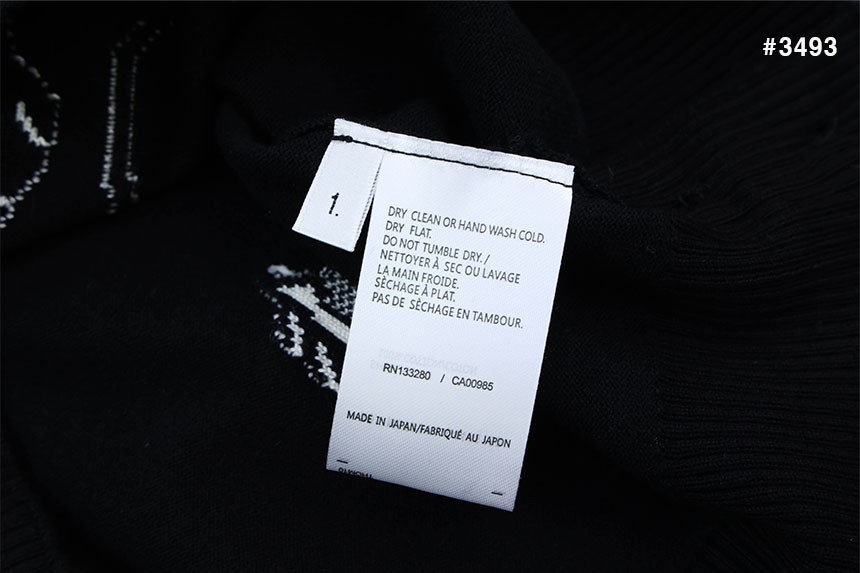 #3493
1.
DRY CLEAN OR HAND WASH COLD.
DRY FLAT.
DO NOT TUMBLE DRY. /
NETTOYER À SEC OU LAVAGE
LA MAIN FROIDE.
SÈCHAGE À PLAT.
PAS DE SÈCHAGE EN TAMBOUR.
RN133280 / CA00985
MADE IN JAPAN/FABRIQUÉ AU JAPON